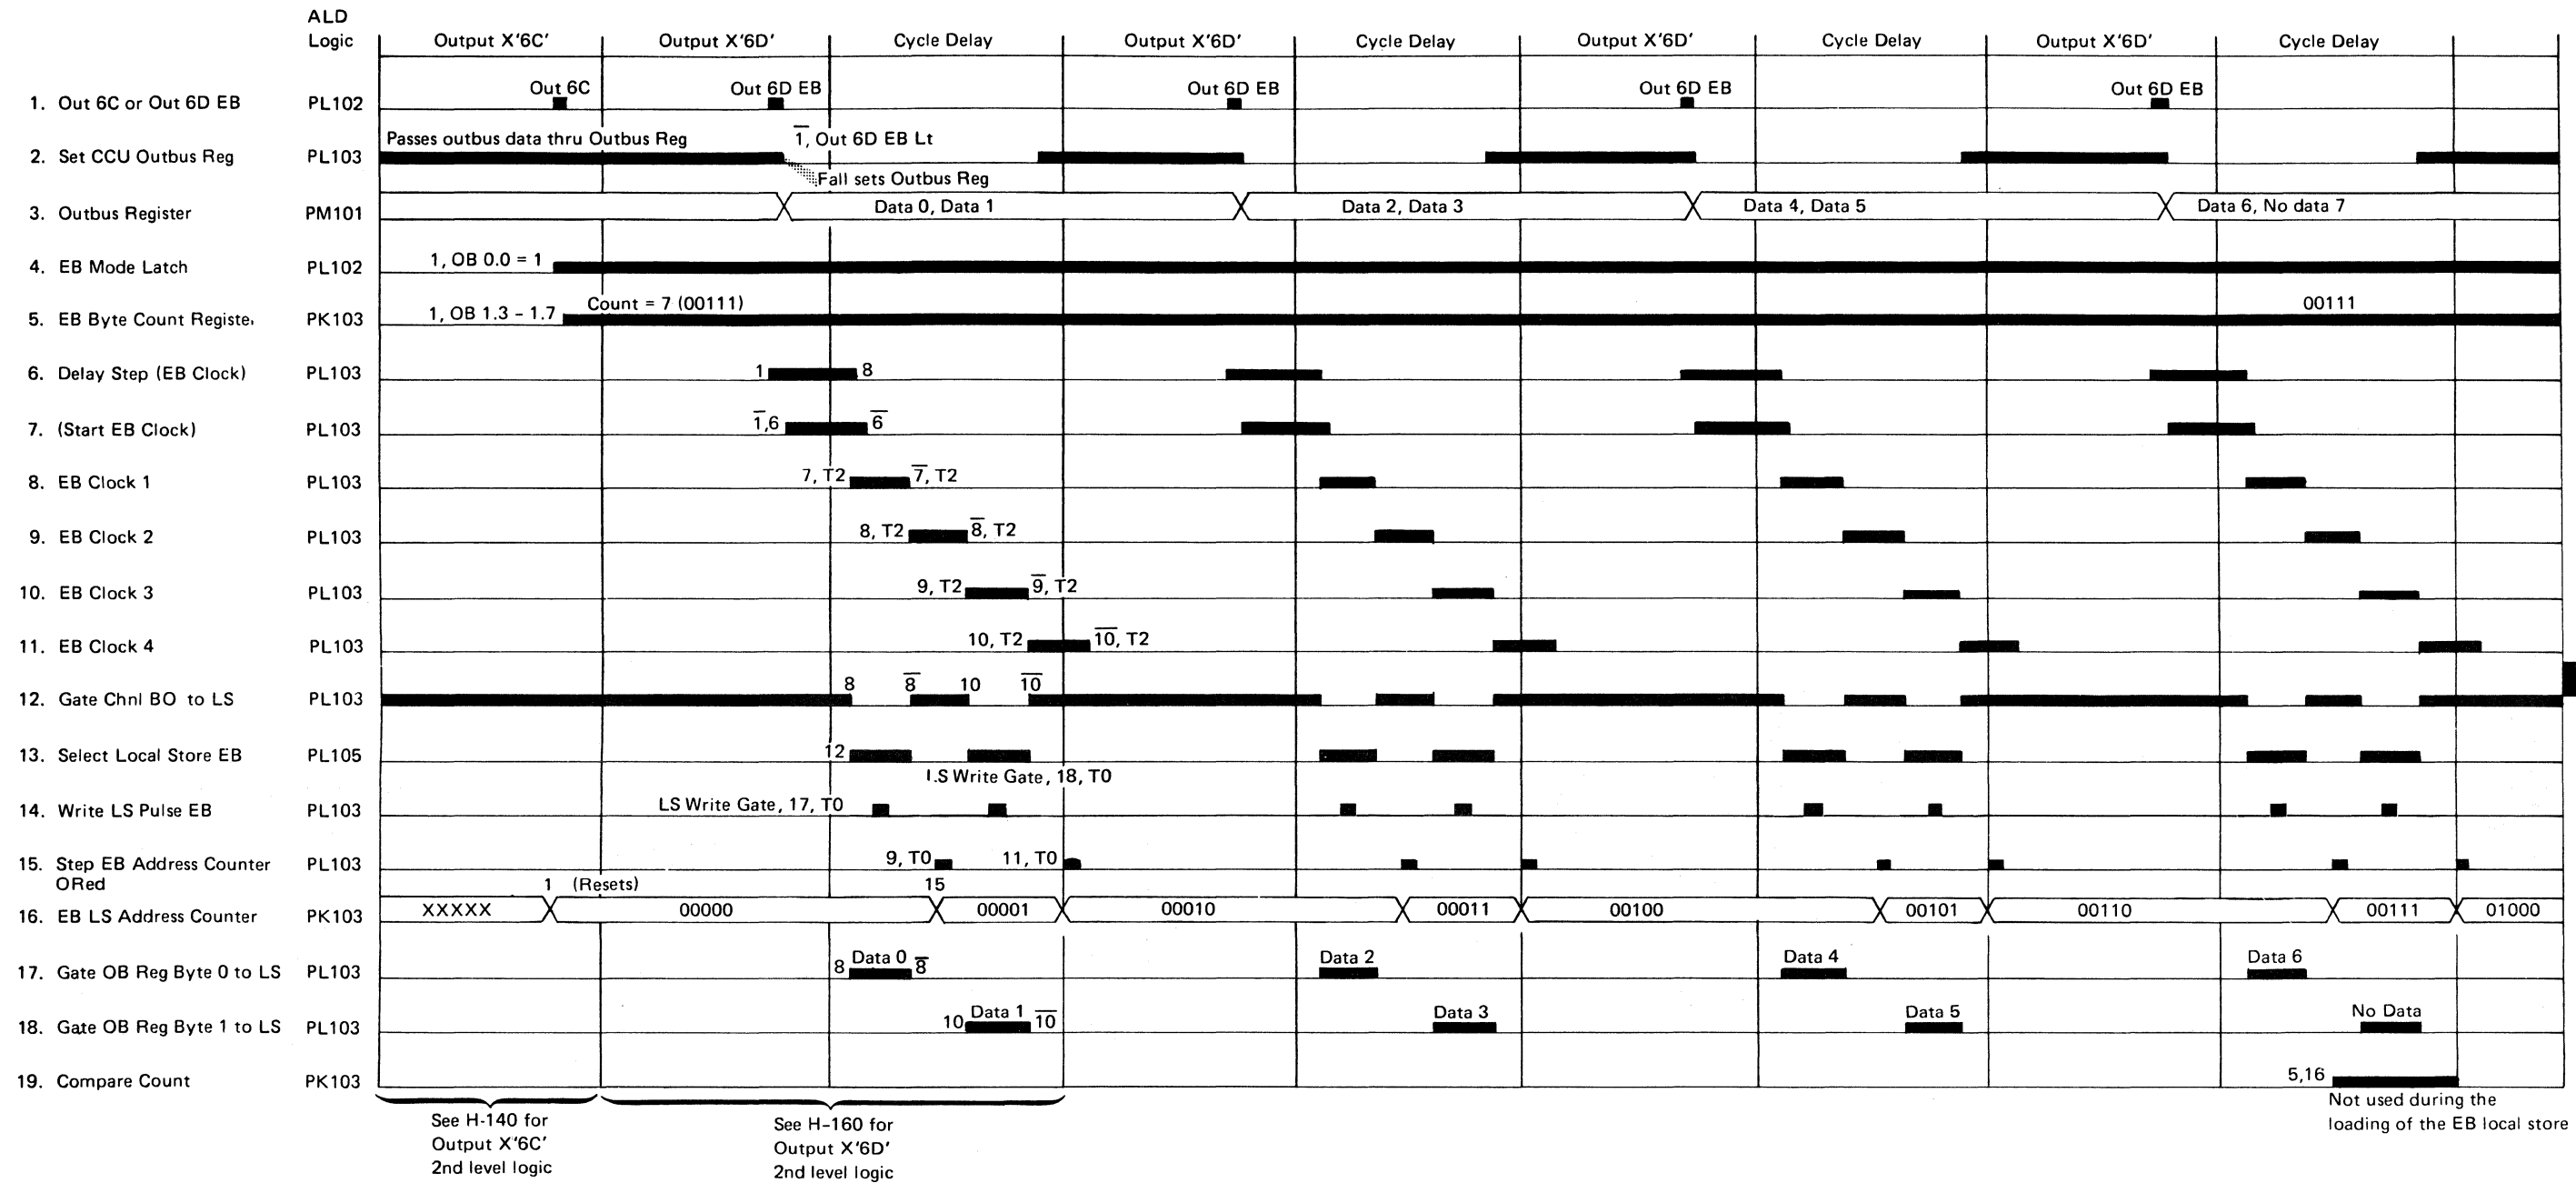 ALD
Logic
Output X'6C'
Output X'6D'
Cycle Delay
Output X'6D'
Cycle Delay
Output X'6D'
Cycle Delay
Output X'6D'
Cycle Delay
Out 6C
Out 6D EB
Out 6D EB
Out 6D EB
Out 6D EB
1. Out 6C or Out 6D EB PL102
Passes outbus data thru Outbus Reg
1̅, Out 6D EB Lt
2. Set CCU Outbus Reg PL103
Fall sets Outbus Reg
3. Outbus Register PM101
Data 0, Data 1
Data 2, Data 3
Data 4, Data 5
Data 6, No data 7
4. EB Mode Latch PL102
1, OB 0.0 = 1
Count = 7 (00111)
00111
5. EB Byte Count Register PK103
1, OB 1.3 - 1.7
6. Delay Step (EB Clock) PL103
1
8
7. (Start EB Clock) PL103
1̅,6
6̅
8. EB Clock 1 PL103
7, T2
7̅, T2
9. EB Clock 2 PL103
8, T2
8̅, T2
10. EB Clock 3 PL103
9, T2
9̅, T2
11. EB Clock 4 PL103
10, T2
1̅0̅, T2
8
8̅
10
1̅0̅
12. Gate Chnl BO to LS PL103
13. Select Local Store EB PL105
12
LS Write Gate, 18, T0
14. Write LS Pulse EB PL103
LS Write Gate, 17, T0
15. Step EB Address Counter PL103
ORed
9, T0
11, T0
1 (Resets)
15
16. EB LS Address Counter PK103
XXXXX
00000
00001
00010
00011
00100
00101
00110
00111
01000
17. Gate OB Reg Byte 0 to LS PL103
8
Data 0
8̅
Data 2
Data 4
Data 6
18. Gate OB Reg Byte 1 to LS PL103
10
Data 1
1̅0̅
Data 3
Data 5
No Data
19. Compare Count PK103
5,16
See H-140 for
Output X'6C'
2nd level logic
See H-160 for
Output X'6D'
2nd level logic
Not used during the
loading of the EB local store